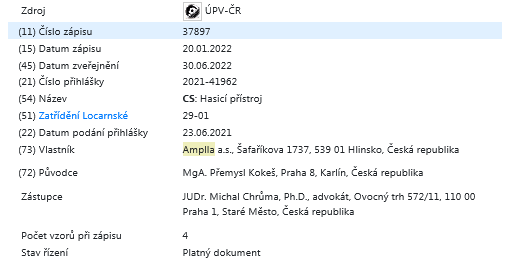 Zdroj ÚPV-ČR
(11) Číslo zápisu 37897
(15) Datum zápisu 20.01.2022
(45) Datum zveřejnění 30.06.2022
(21) Číslo přihlášky 2021-41962
(54) Název CS: Hasicí přístroj
(51) Zatřídění Locarnské 29-01
(22) Datum podání přihlášky 23.06.2021
(73) Vlastník Amplla a.s., Šafaříkova 1737, 539 01 Hlinsko, Česká republika
(72) Původce MgA. Přemysl Kokeš, Praha 8, Karlín, Česká republika
Zástupce JUDr. Michal Chrůma, Ph.D., advokát, Ovocný trh 572/11, 110 00
Praha 1, Staré Město, Česká republika
Počet vzorů při zápisu 4
Stav řízení Platný dokument